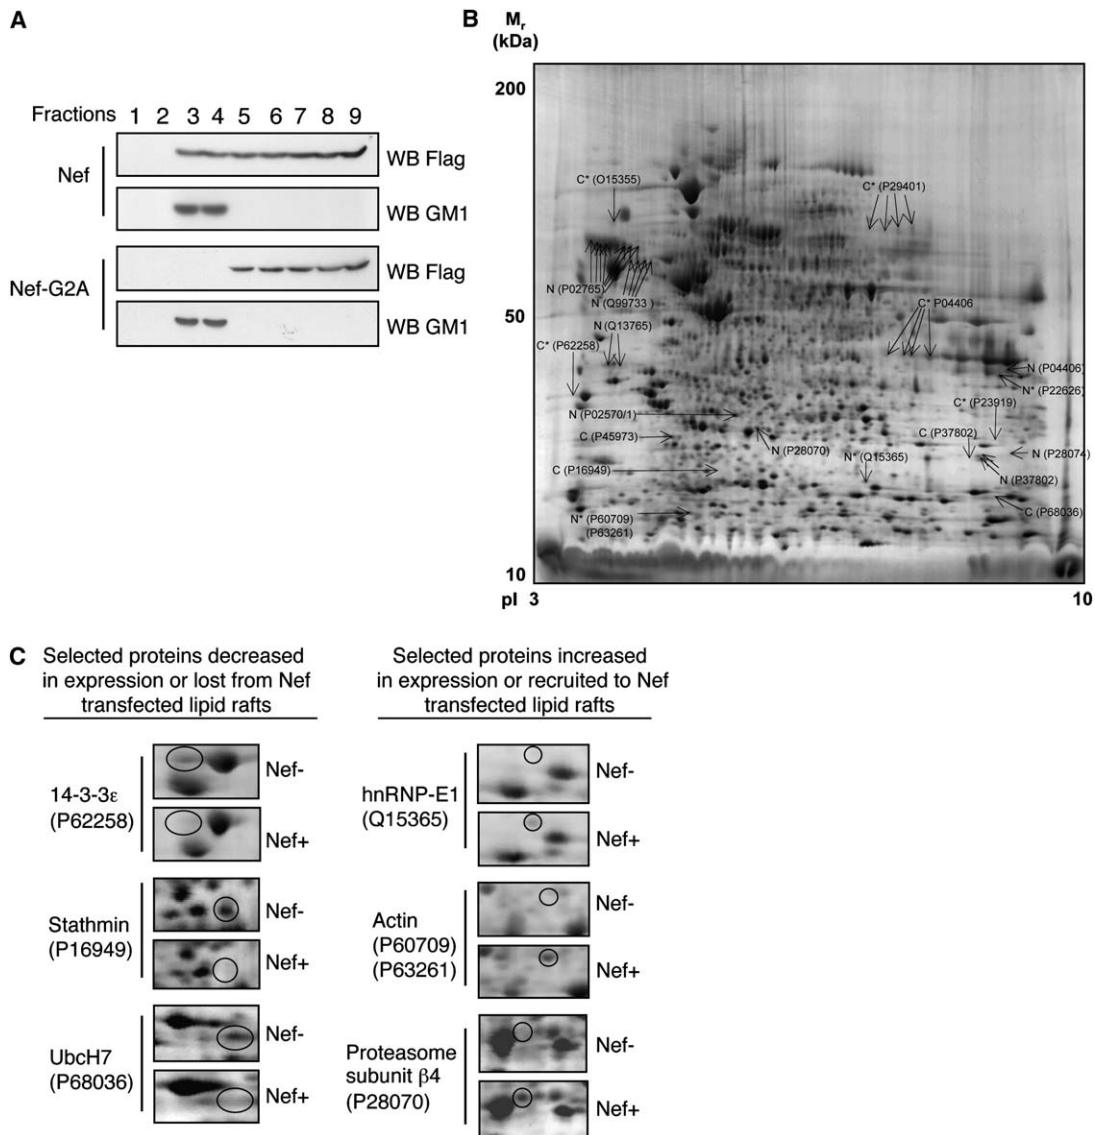 A
Fractions 1 2 3 4 5 6 7 8 9
Nef
WB Flag
WB GM1
Nef-G2A
WB Flag
WB GM1
B
Mr
(kDa)
200
50
10
pI 3
10
C* (O15355)
C* (P29401)
N (P02765)
N (Q99733)
C* P04406
N (Q13765)
C* (P62258)
N (P04406)
N* (P22626)
C* (P23919)
N (P02570/1)
C (P45973)
C (P37802)
N (P28070)
N* (Q15365)
N (P28074)
C (P16949)
N (P37802)
C (P68036)
N* (P60709)
(P63261)
C
Selected proteins decreased
in expression or lost from Nef
transfected lipid rafts
14-3-3ε
(P62258)
Nef-
Nef+
Stathmin
(P16949)
Nef-
Nef+
UbcH7
(P68036)
Nef-
Nef+
Selected proteins increased
in expression or recruited to Nef
transfected lipid rafts
hnRNP-E1
(Q15365)
Nef-
Nef+
Actin
(P60709)
(P63261)
Nef-
Nef+
Proteasome
subunit β4
(P28070)
Nef-
Nef+